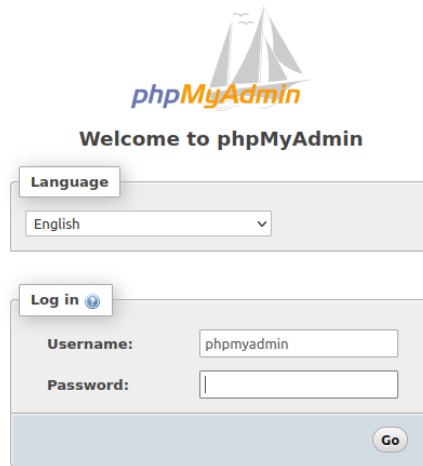 phpMyAdmin
Welcome to phpMyAdmin
Language
English
Log in
Username: phpmyadmin
Password:
Go